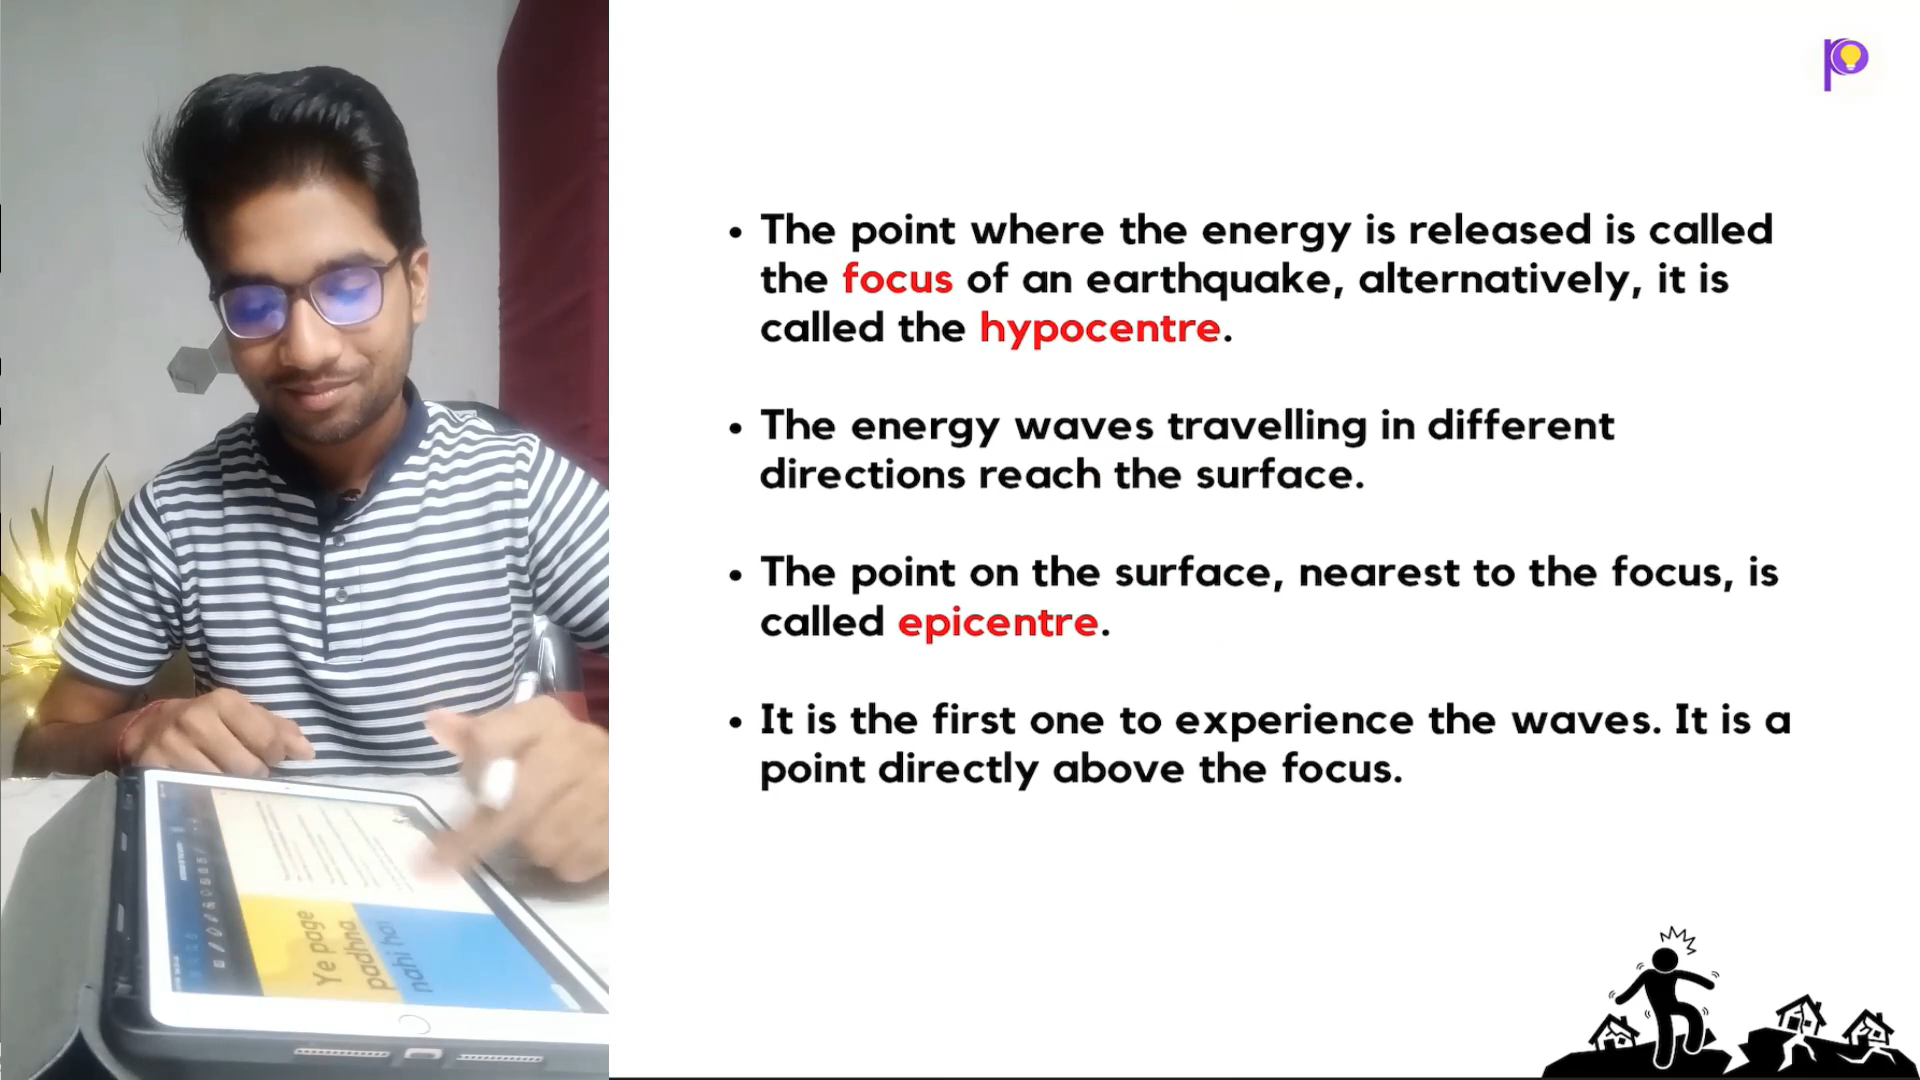 • The point where the energy is released is called
the focus of an earthquake, alternatively, it is
called the hypocentre.
• The energy waves travelling in different
directions reach the surface.
• The point on the surface, nearest to the focus, is
called epicentre.
• It is the first one to experience the waves. It is a
point directly above the focus.
Ye page
padhna
nahi hai